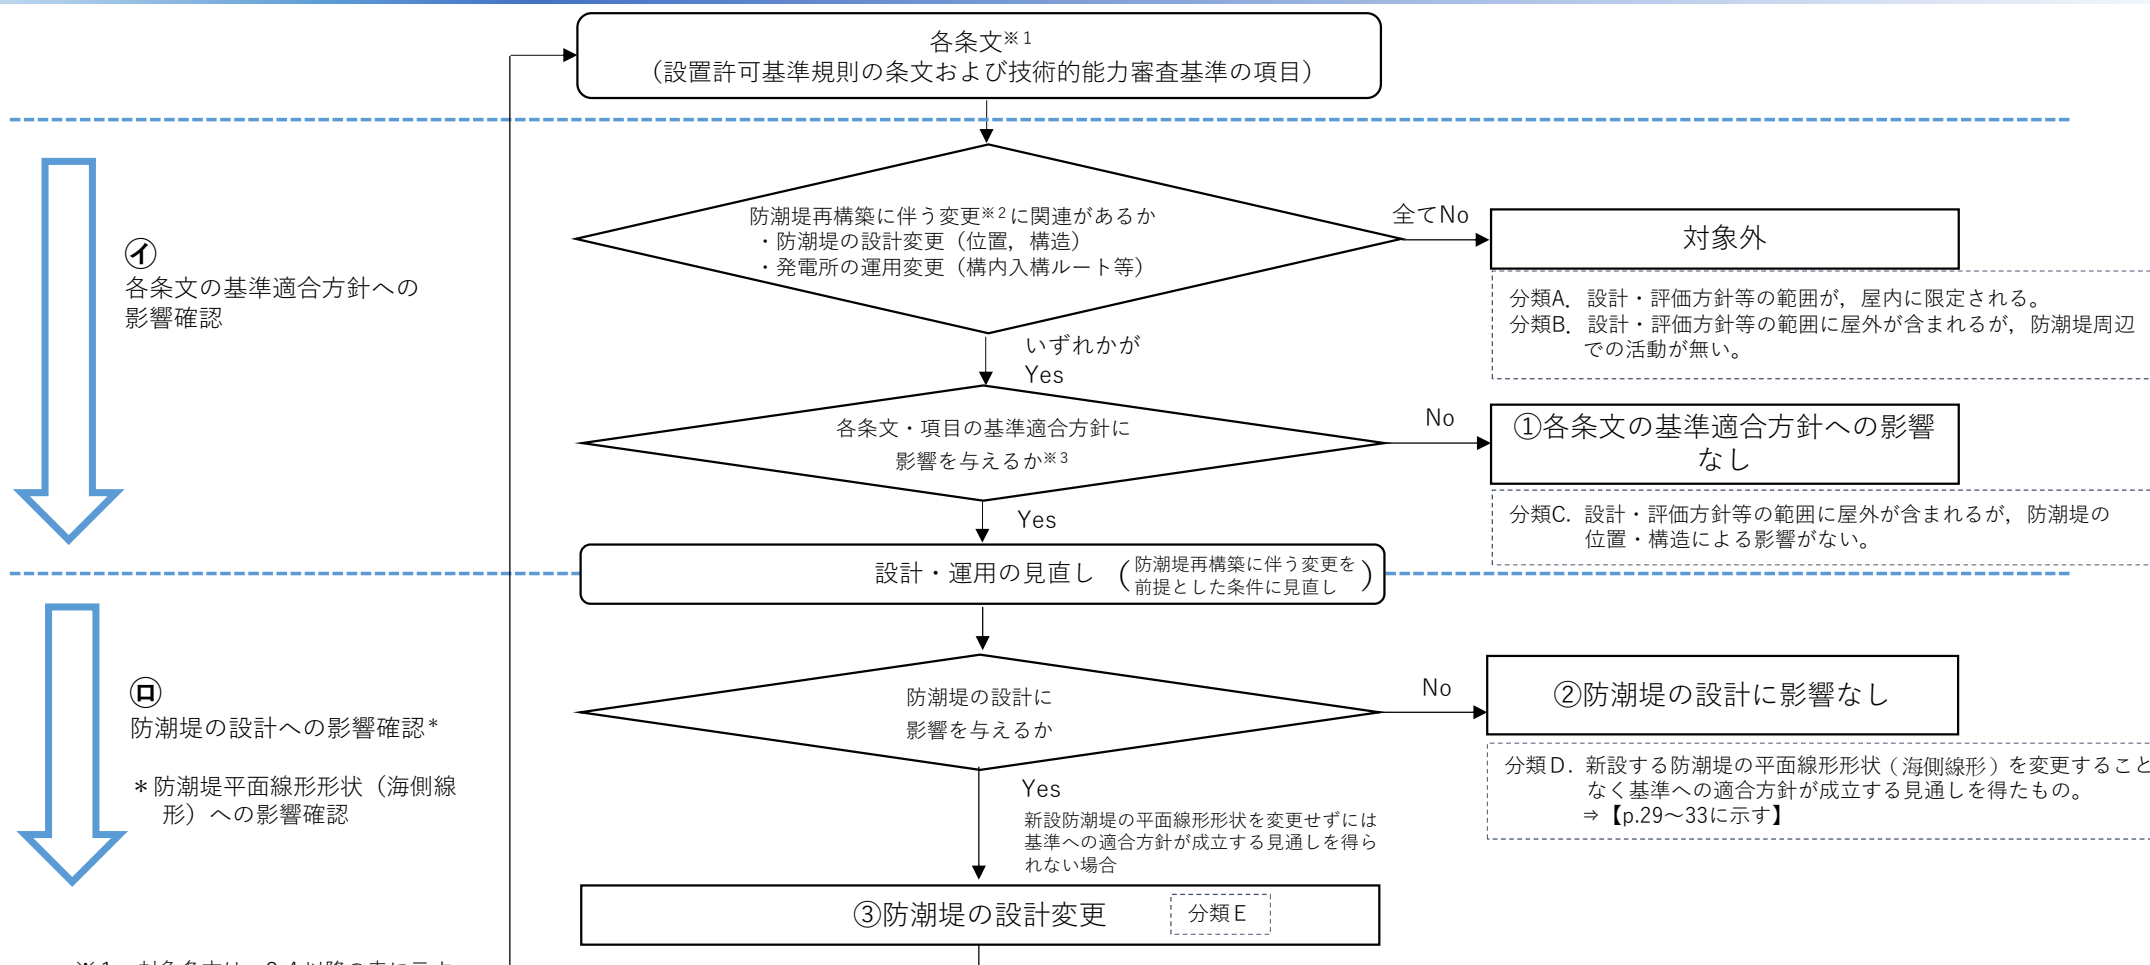 各条文※1
（設置許可基準規則の条文および技術的能力審査基準の項目）
㋑
各条文の基準適合方針への
影響確認
防潮堤再構築に伴う変更※2に関連があるか
・防潮堤の設計変更（位置，構造）
・発電所の運用変更（構内入構ルート等）
全てNo
対象外
分類A．設計・評価方針等の範囲が，屋内に限定される。
分類B．設計・評価方針等の範囲に屋外が含まれるが，防潮堤周辺
での活動が無い。
いずれかが
Yes
各条文・項目の基準適合方針に
影響を与えるか※3
No
①各条文の基準適合方針への影響
なし
分類C．設計・評価方針等の範囲に屋外が含まれるが，防潮堤の
位置・構造による影響がない。
Yes
設計・運用の見直し（防潮堤再構築に伴う変更を
前提とした条件に見直し）
㋺
防潮堤の設計への影響確認*
＊防潮堤平面線形形状（海側線
形）への影響確認
防潮堤の設計に
影響を与えるか
No
②防潮堤の設計に影響なし
分類D．新設する防潮堤の平面線形形状（海側線形）を変更すること
なく基準への適合方針が成立する見通しを得たもの。
⇒【p.29～33に示す】
Yes
新設防潮堤の平面線形形状を変更せずには
基準への適合方針が成立する見通しを得ら
れない場合
③防潮堤の設計変更
分類E